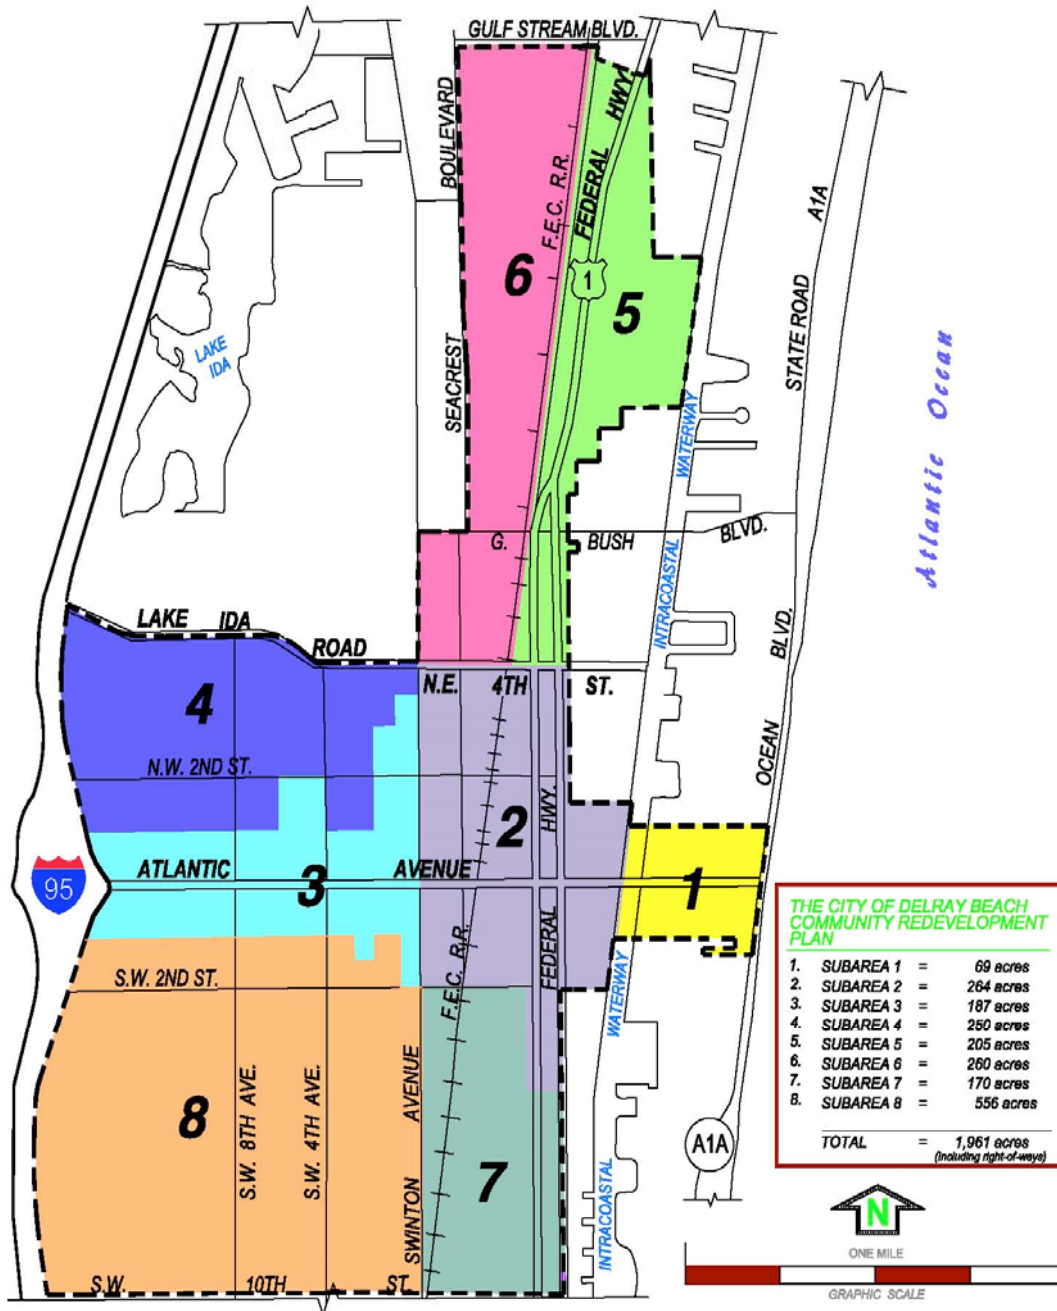 GULF STREAM BLVD.
BOULEVARD
SEACREST
F.E.C. R.R.
FEDERAL HWY.
1
6
5
LAKE
IDA
STATE ROAD A1A
Atlantic Ocean
WATERWAY
INTRACOASTAL
G. BUSH BLVD.
LAKE IDA ROAD
N.E. 4TH ST.
OCEAN BLVD.
4
N.W. 2ND ST.
2
HWY.
FEDERAL
ATLANTIC AVENUE
3
1
95
S.W. 2ND ST.
F.E.C. R.R.
WATERWAY
INTRACOASTAL
8
S.W. 8TH AVE.
S.W. 4TH AVE.
SWINTON AVENUE
7
S.W. 10TH ST.
A1A
THE CITY OF DELRAY BEACH
COMMUNITY REDEVELOPMENT
PLAN
1. SUBAREA 1 = 69 acres
2. SUBAREA 2 = 264 acres
3. SUBAREA 3 = 187 acres
4. SUBAREA 4 = 250 acres
5. SUBAREA 5 = 205 acres
6. SUBAREA 6 = 260 acres
7. SUBAREA 7 = 170 acres
8. SUBAREA 8 = 556 acres
TOTAL = 1,961 acres
(including right-of-ways)
N
ONE MILE
GRAPHIC SCALE